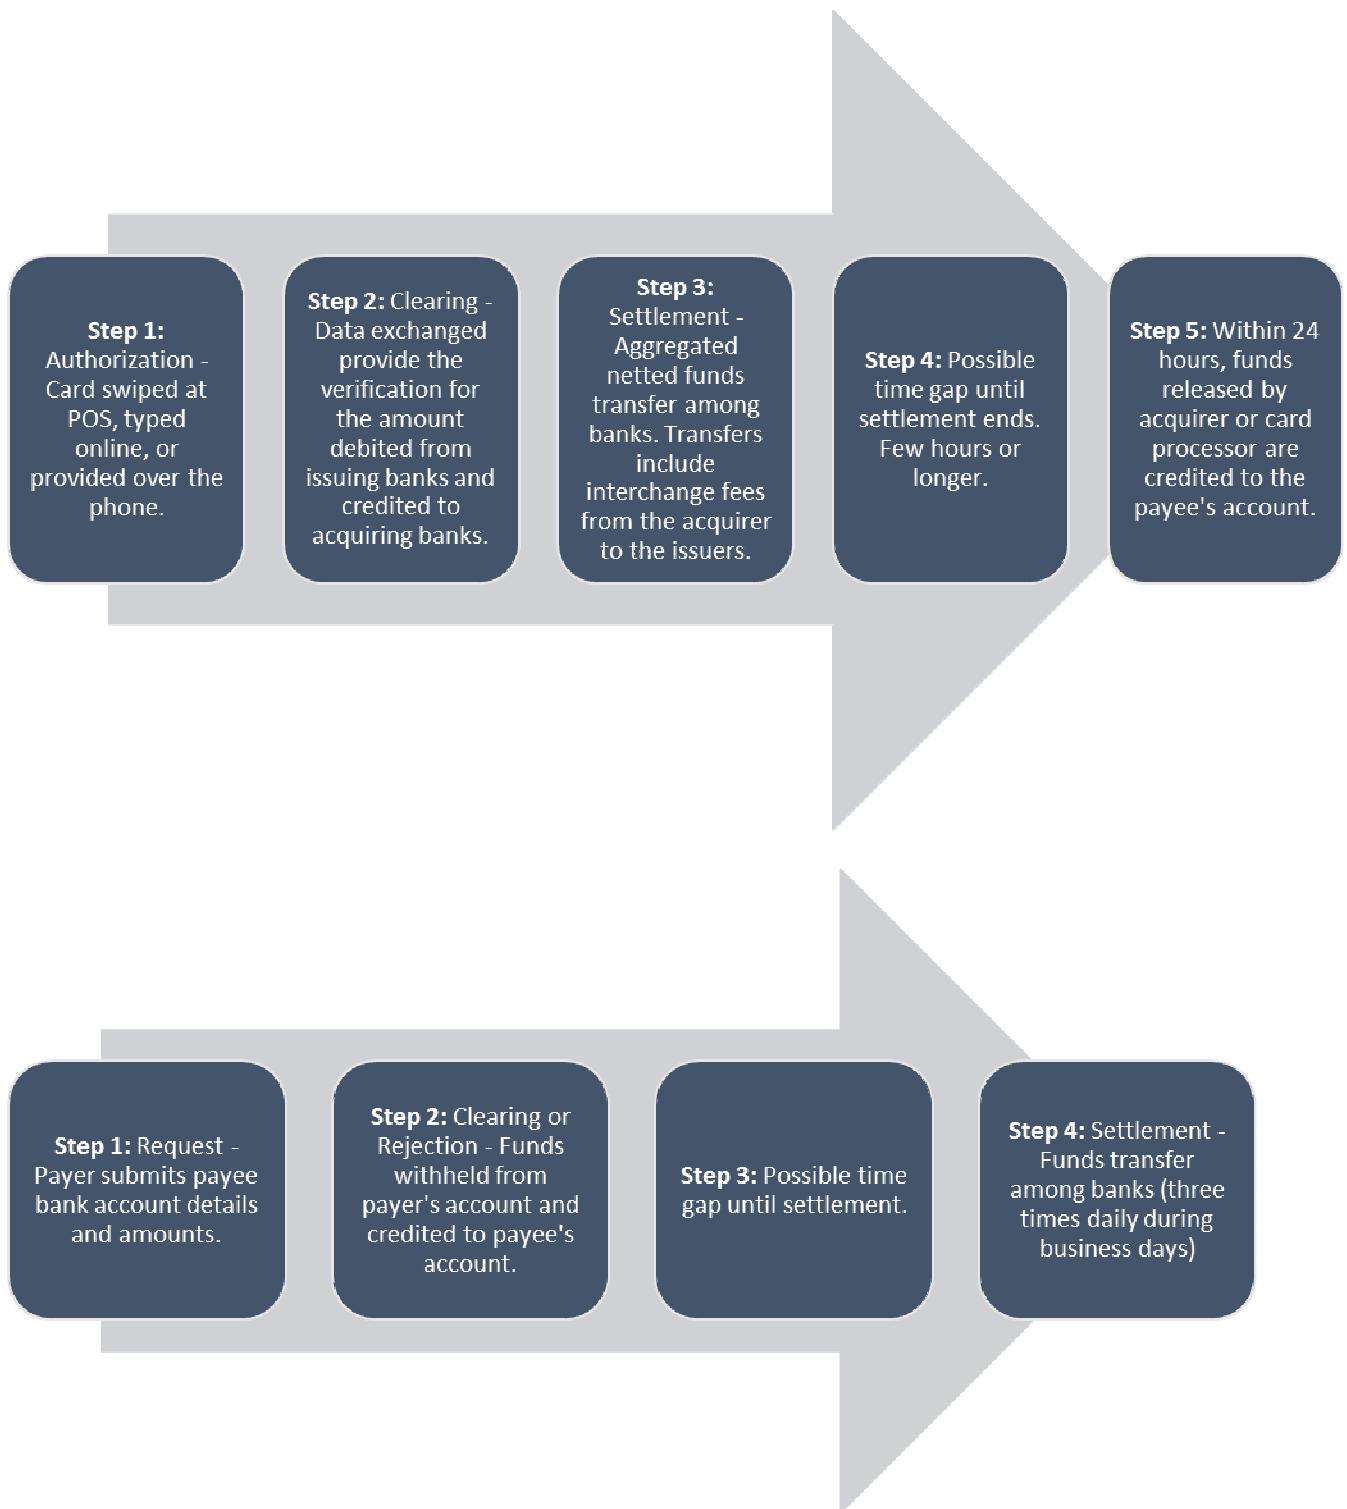 Step 1:
Authorization -
Card swiped at
POS, typed
online, or
provided over the
phone.
Step 2: Clearing -
Data exchanged
provide the
verification for
the amount
debited from
issuing banks and
credited to
acquiring banks.
Step 3:
Settlement -
Aggregated
netted funds
transfer among
banks. Transfers
include
interchange fees
from the acquirer
to the issuers.
Step 4: Possible
time gap until
settlement ends.
Few hours or
longer.
Step 5: Within 24
hours, funds
released by
acquirer or card
processor are
credited to the
payee's account.
Step 1: Request -
Payer submits payee
bank account details
and amounts.
Step 2: Clearing or
Rejection - Funds
withheld from
payer's account and
credited to payee's
account.
Step 3: Possible time
gap until settlement.
Step 4: Settlement -
Funds transfer
among banks (three
times daily during
business days)